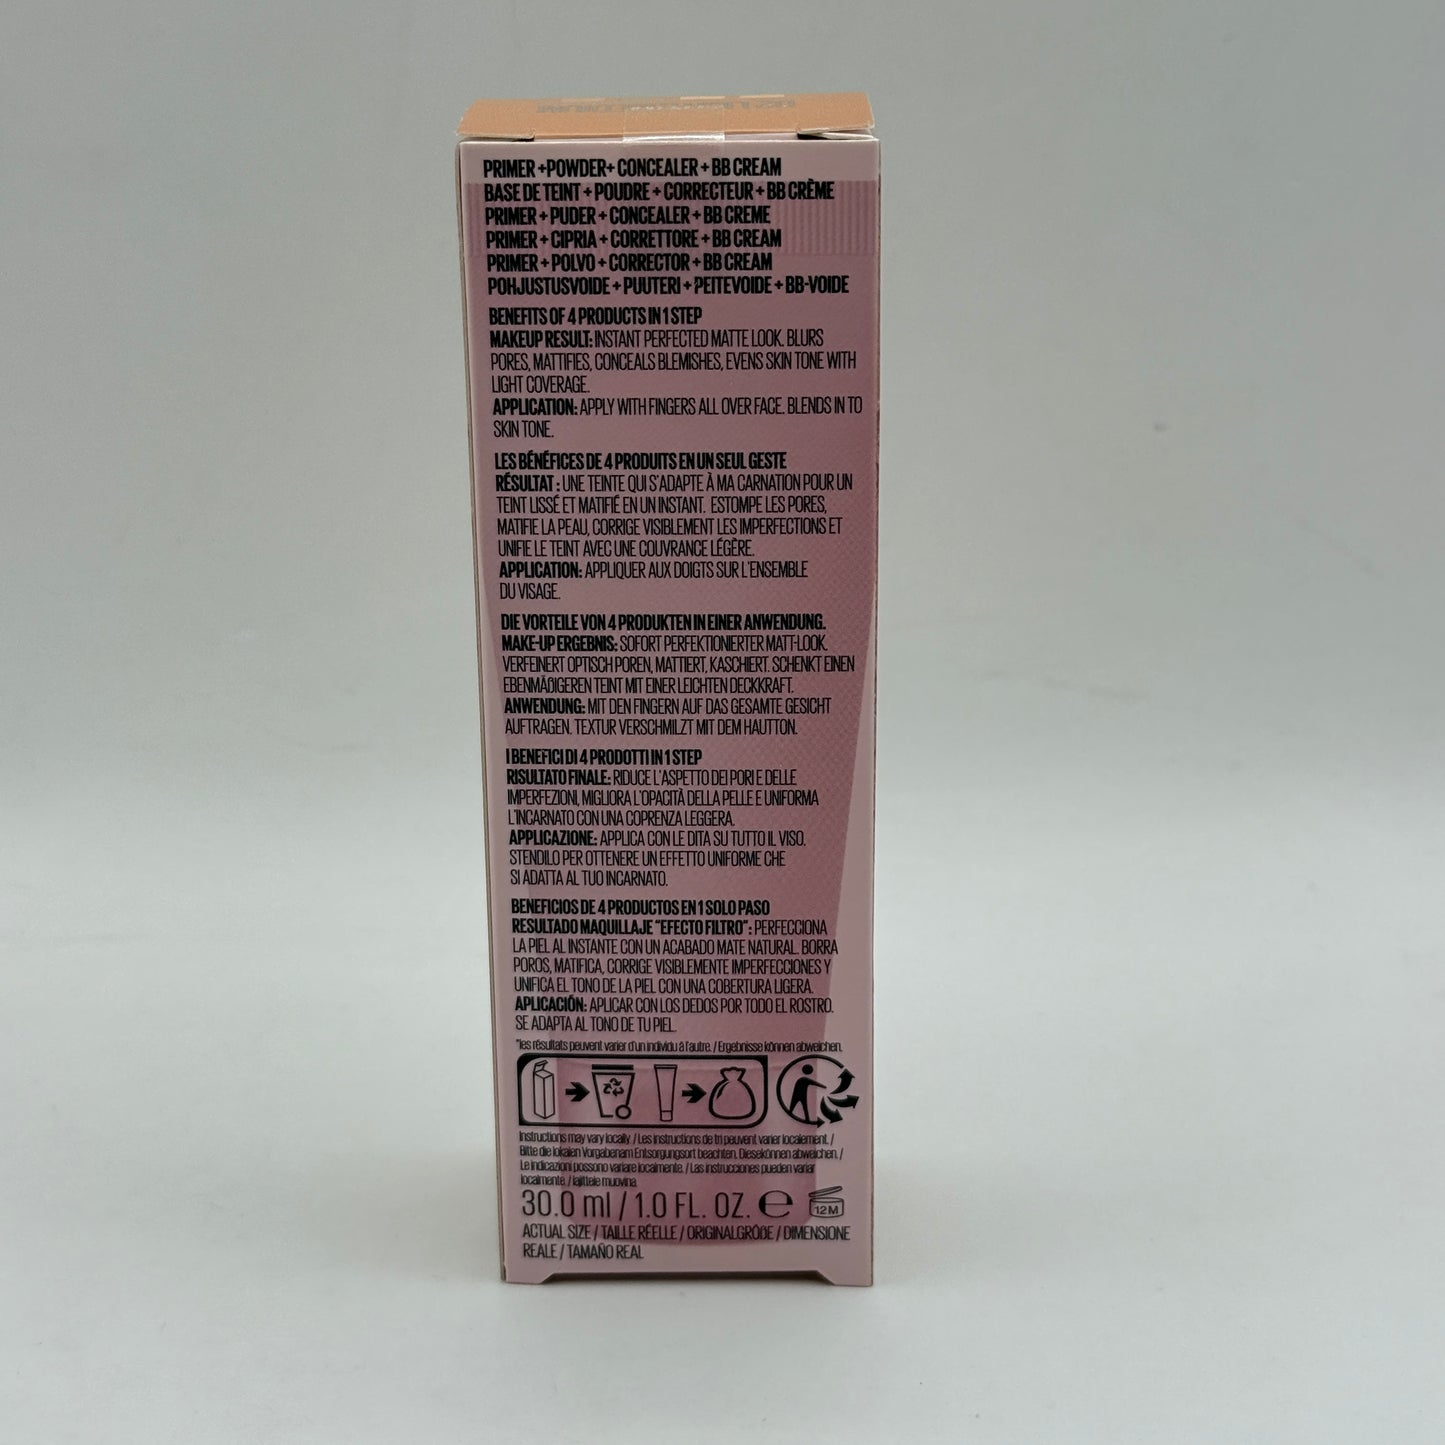 PRIMER +POWDER+ CONCEALER + BB CREAM
BASE DE TEINT + POUDRE + CORRECTEUR + BB CRÈME
PRIMER + PUDER + CONCEALER + BB CREME
PRIMER + CIPRIA + CORRETTORE + BB CREAM
PRIMER + POLVO + CORRECTOR + BB CREAM
POHJUSTUSVOIDE + PUUTERI + PEITEVOIDE + BB-VOIDE
BENEFITS OF 4 PRODUCTS IN 1 STEP
MAKEUP RESULT: INSTANT PERFECTED MATTE LOOK. BLURS
PORES, MATTIFIES, CONCEALS BLEMISHES, EVENS SKIN TONE WITH
LIGHT COVERAGE.
APPLICATION: APPLY WITH FINGERS ALL OVER FACE. BLENDS IN TO
SKIN TONE.
LES BÉNÉFICES DE 4 PRODUITS EN UN SEUL GESTE
RÉSULTAT : UNE TEINTE QUI S'ADAPTE À MA CARNATION POUR UN
TEINT LISSÉ ET MATIFIÉ EN UN INSTANT. ESTOMPE LES PORES,
MATIFIE LA PEAU, CORRIGE VISIBLEMENT LES IMPERFECTIONS ET
UNIFIE LE TEINT AVEC UNE COUVRANCE LÉGÈRE.
APPLICATION: APPLIQUER AUX DOIGTS SUR L'ENSEMBLE
DU VISAGE.
DIE VORTEILE VON 4 PRODUKTEN IN EINER ANWENDUNG.
MAKE-UP ERGEBNIS: SOFORT PERFEKTIONIERTER MATT-LOOK.
VERFEINERT OPTISCH POREN, MATTIERT, KASCHIERT. SCHENKT EINEN
EBENMÄßIGEREN TEINT MIT EINER LEICHTEN DECKKRAFT.
ANWENDUNG: MIT DEN FINGERN AUF DAS GESAMTE GESICHT
AUFTRAGEN. TEXTUR VERSCHMILZT MIT DEM HAUTTON.
I BENEFICI DI 4 PRODOTTI IN 1 STEP
RISULTATO FINALE: RIDUCE L'ASPETTO DEI PORI E DELLE
IMPERFEZIONI, MIGLIORA L'OPACITÀ DELLA PELLE E UNIFORMA
L'INCARNATO CON UNA COPRENZA LEGGERA.
APPLICAZIONE: APPLICA CON LE DITA SU TUTTO IL VISO.
STENDILO PER OTTENERE UN EFFETTO UNIFORME CHE
SI ADATTA AL TUO INCARNATO.
BENEFICIOS DE 4 PRODUCTOS EN 1 SOLO PASO
RESULTADO MAQUILLAJE "EFECTO FILTRO": PERFECCIONA
LA PIEL AL INSTANTE CON UN ACABADO MATE NATURAL. BORRA
POROS, MATIFICA, CORRIGE VISIBLEMENTE IMPERFECCIONES Y
UNIFICA EL TONO DE LA PIEL CON UNA COBERTURA LIGERA.
APLICACIÓN: APLICAR CON LOS DEDOS POR TODO EL ROSTRO.
SE ADAPTA AL TONO DE TU PIEL.
*les résultats peuvent varier d'un individu à l'autre. / Ergebnisse können abweichen.
Instructions may vary locally. / Les instructions de tri peuvent varier localement. /
Bitte die lokalen Vorgabenam Entsorgungsort beachten. Diesekönnen abweichen. /
Le indicazioni possono variare localmente. / Las instrucciones pueden variar
localmente. / lajittele muovina
30.0 ml / 1.0 FL. OZ. e 12M
ACTUAL SIZE / TAILLE RÉELLE / ORIGINALGRÖßE / DIMENSIONE
REALE / TAMAÑO REAL